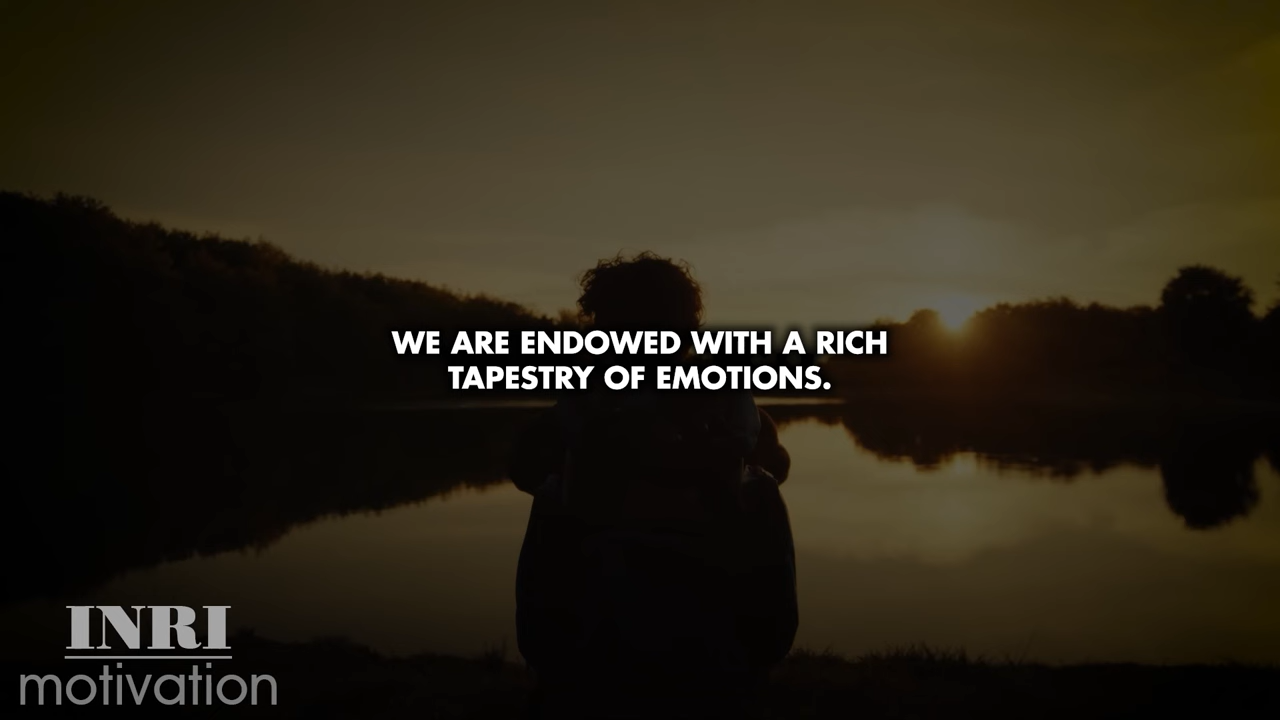 WE ARE ENDOWED WITH A RICH
TAPESTRY OF EMOTIONS.
INRI
motivation